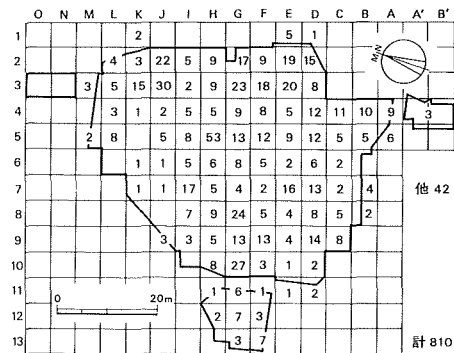 O N M L K J I H G F E D C B A A' B'
1 2 5 1
2 4 3 22 5 9 17 9 19 15
3 3 5 15 30 2 9 23 18 20 8
4 3 1 2 5 5 9 8 5 12 11 10 9 3
5 2 8 5 5 8 53 13 12 9 12 5 5 6
6 1 1 5 6 8 5 2 6 2
7 1 1 17 5 4 2 16 13 2 4
8 7 9 24 5 4 8 5 2
9 3 3 5 13 13 4 14 8
10 8 27 3 1 2
11 1 6 1 1 2
12 2 7 3
13 3 7
M.N
他 42
0 20m
計 810